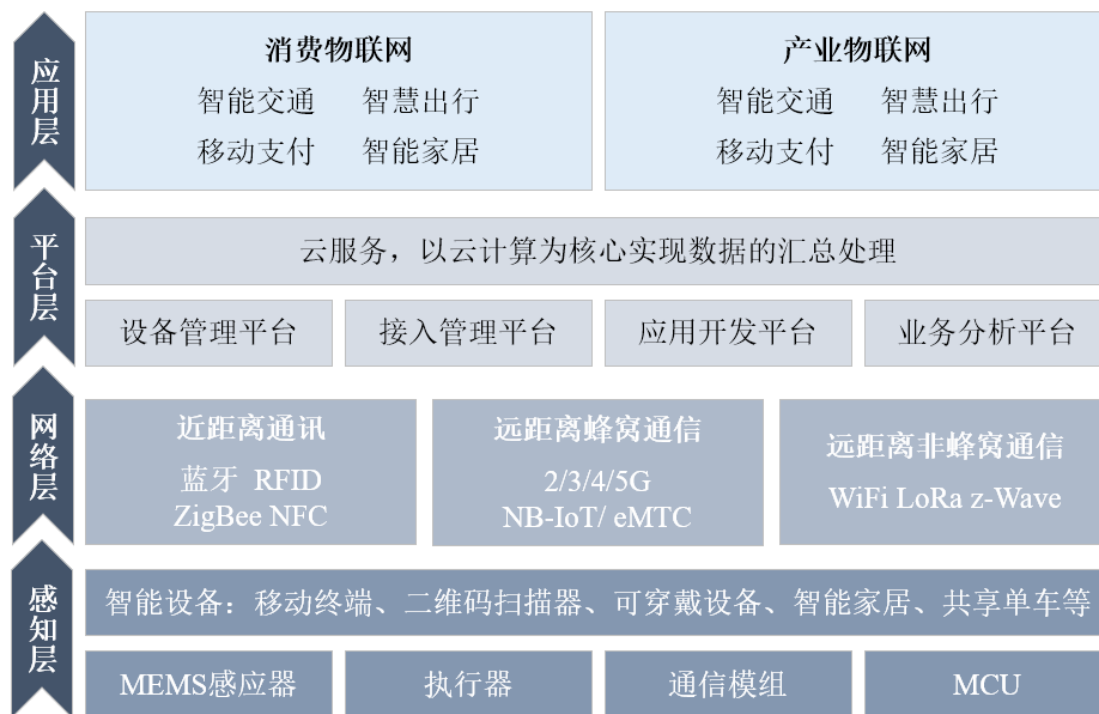 应用层
消费物联网
智能交通 智慧出行
移动支付 智能家居
产业物联网
智能交通 智慧出行
移动支付 智能家居
平台层
云服务，以云计算为核心实现数据的汇总处理
设备管理平台
接入管理平台
应用开发平台
业务分析平台
网络层
近距离通讯
蓝牙 RFID
ZigBee NFC
远距离蜂窝通信
2/3/4/5G
NB-IoT/ eMTC
远距离非蜂窝通信
WiFi LoRa z-Wave
感知层
智能设备：移动终端、二维码扫描器、可穿戴设备、智能家居、共享单车等
MEMS感应器
执行器
通信模组
MCU